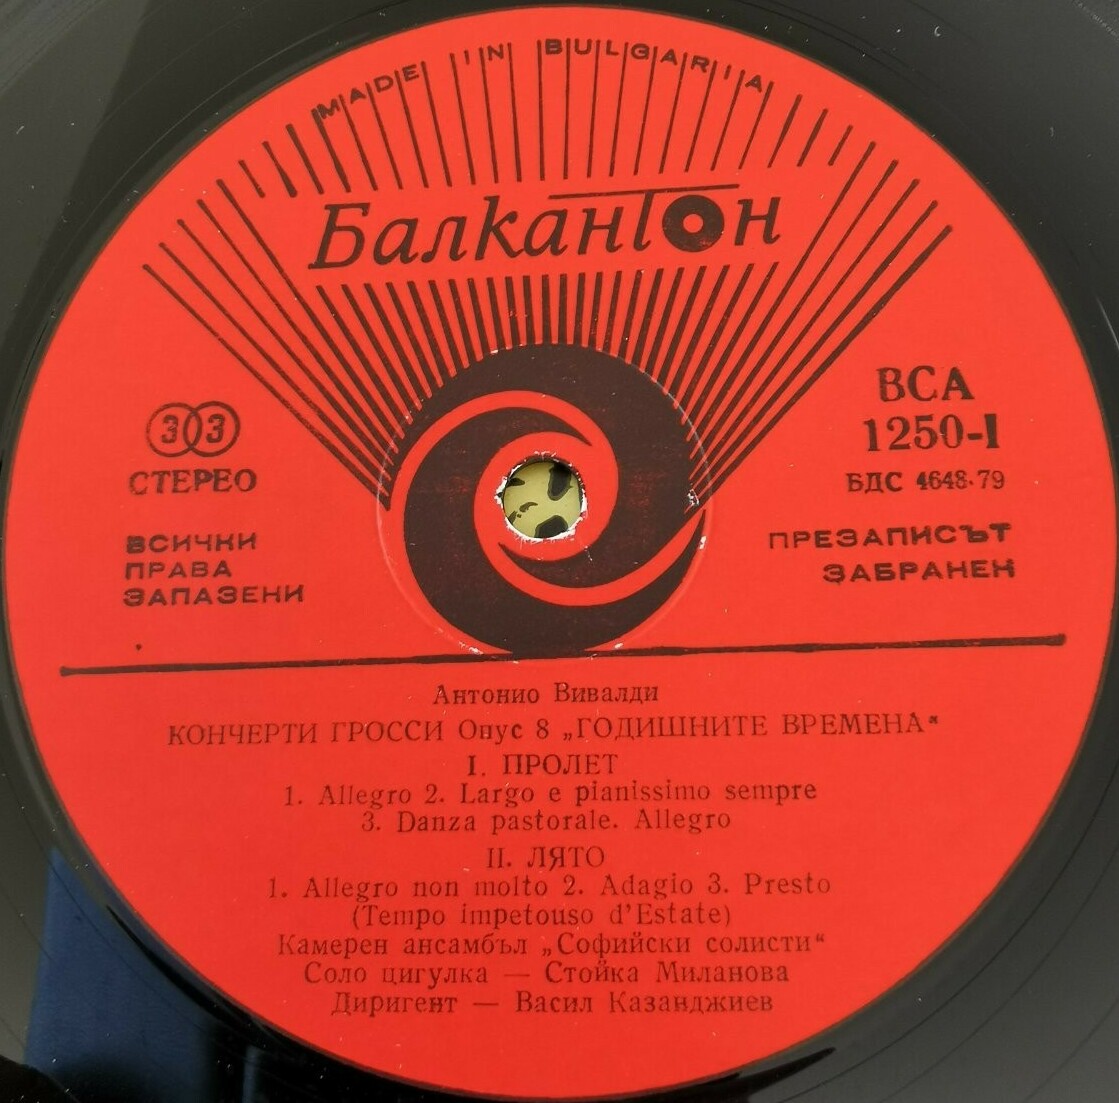 MADE IN BULGARIA
Балкантон
33
СТЕРЕО
ВСИЧКИ
ПРАВА
ЗАПАЗЕНИ
ВСА
1250-I
БДС 4648-79
ПРЕЗАПИСЪТ
ЗАБРАНЕН
Антонио Вивалди
КОНЧЕРТИ ГРОССИ Опус 8 „ГОДИШНИТЕ ВРЕМЕНА“
I. ПРОЛЕТ
1. Allegro 2. Largo e pianissimo sempre
3. Danza pastorale. Allegro
II. ЛЯТО
1. Allegro non molto 2. Adagio 3. Presto
(Tempo impetouso d'Estate)
Камерен ансамбъл „Софийски солисти“
Соло цигулка — Стойка Миланова
Диригент — Васил Казанджиев